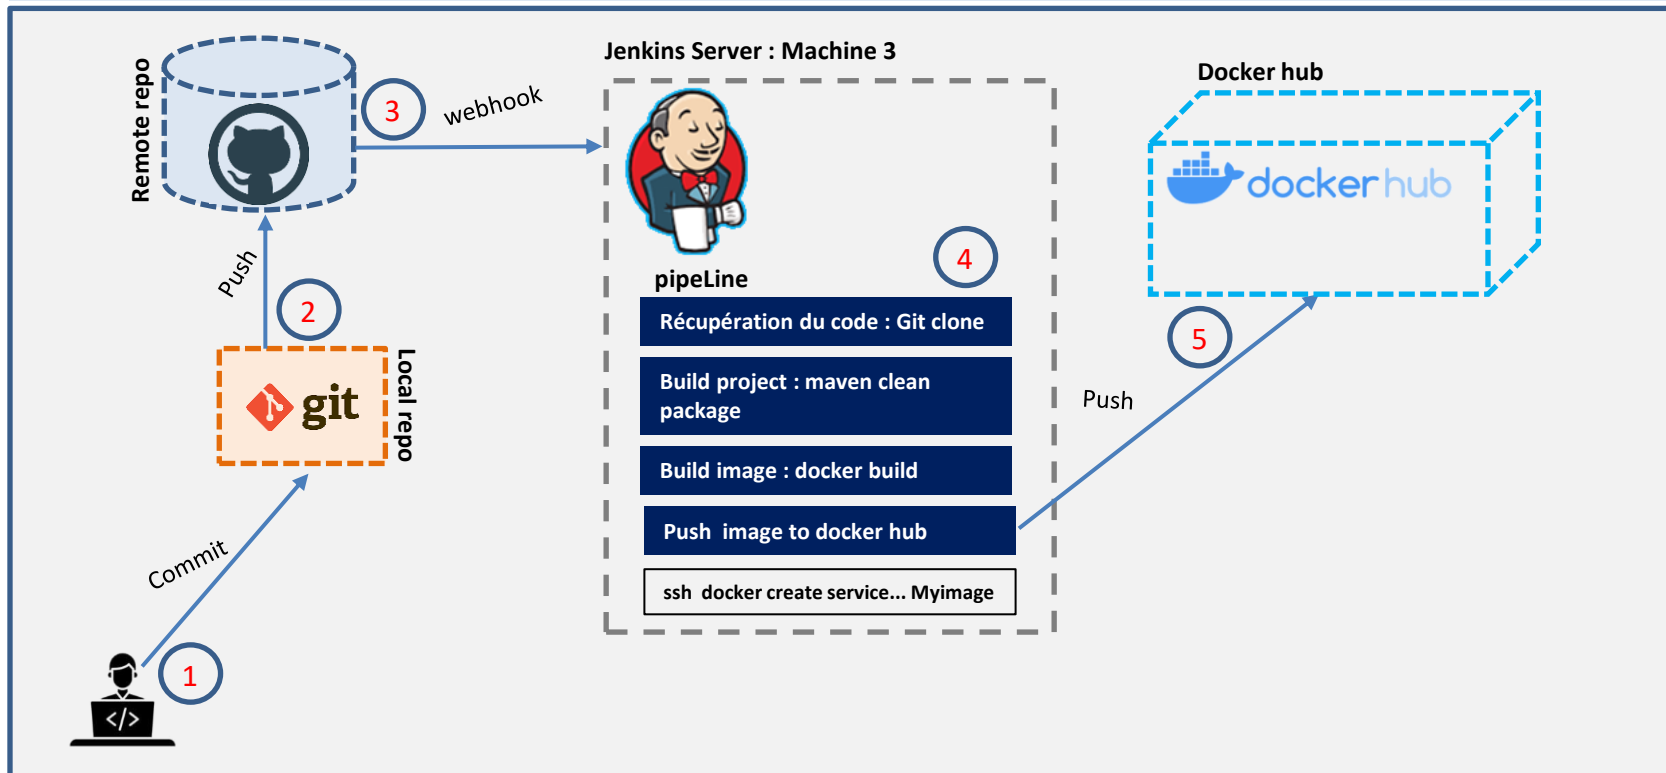 Jenkins Server : Machine 3
Docker hub
Remote repo
3
webhook
dockerhub
Push
2
4
pipeLine
Récupération du code : Git clone
5
Local repo
git
Build project : maven clean
package
Push
Build image : docker build
Push image to docker hub
Commit
ssh docker create service... Myimage
1
</>